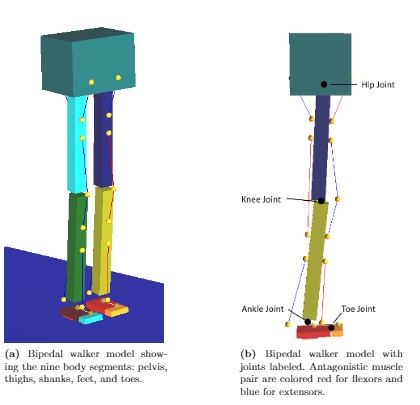 Hip Joint
Knee Joint
Ankle Joint
Toe Joint
(a) Bipedal walker model show-
ing the nine body segments: pelvis,
thighs, shanks, feet, and toes.
(b) Bipedal walker model with
joints labeled. Antagonistic muscle
pair are colored red for flexors and
blue for extensors.